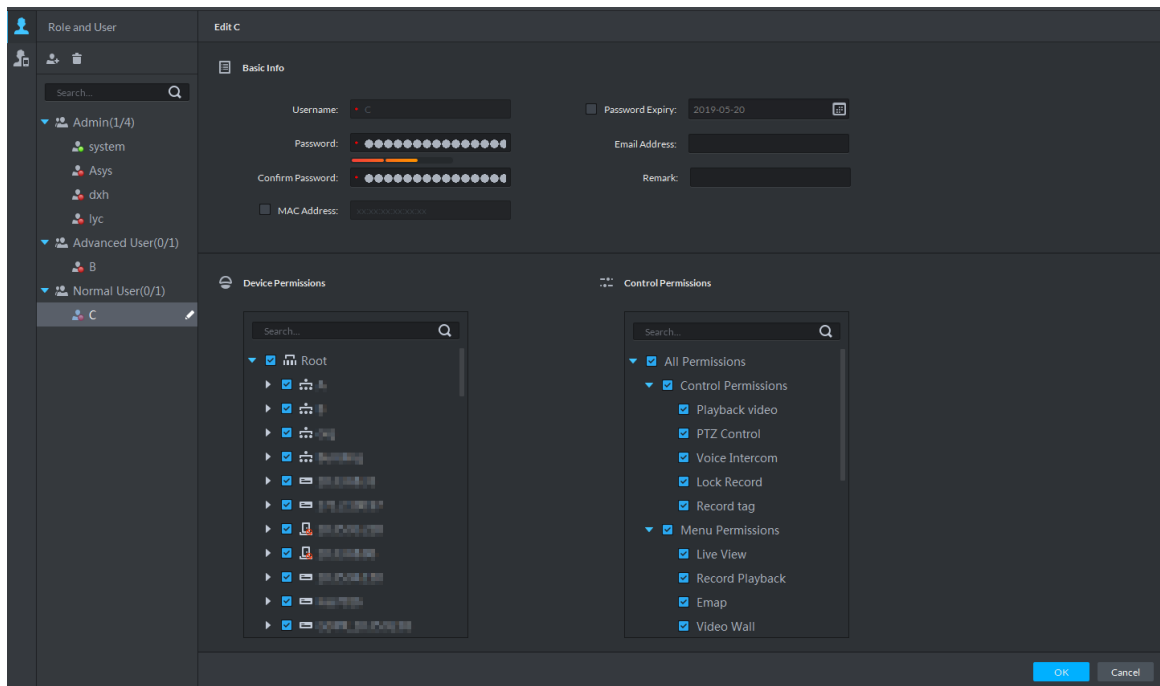 Role and User
Search...
Admin(1/4)
system
Asys
dxh
lyc
Advanced User(0/1)
B
Normal User(0/1)
C
Edit C
Basic Info
Username: * C
Password: *
Confirm Password: *
MAC Address:
Password Expiry: 2019-05-20
Email Address:
Remark:
Device Permissions
Search...
Root
Control Permissions
Search...
All Permissions
Control Permissions
Playback video
PTZ Control
Voice Intercom
Lock Record
Record tag
Menu Permissions
Live View
Record Playback
Emap
Video Wall
OK Cancel